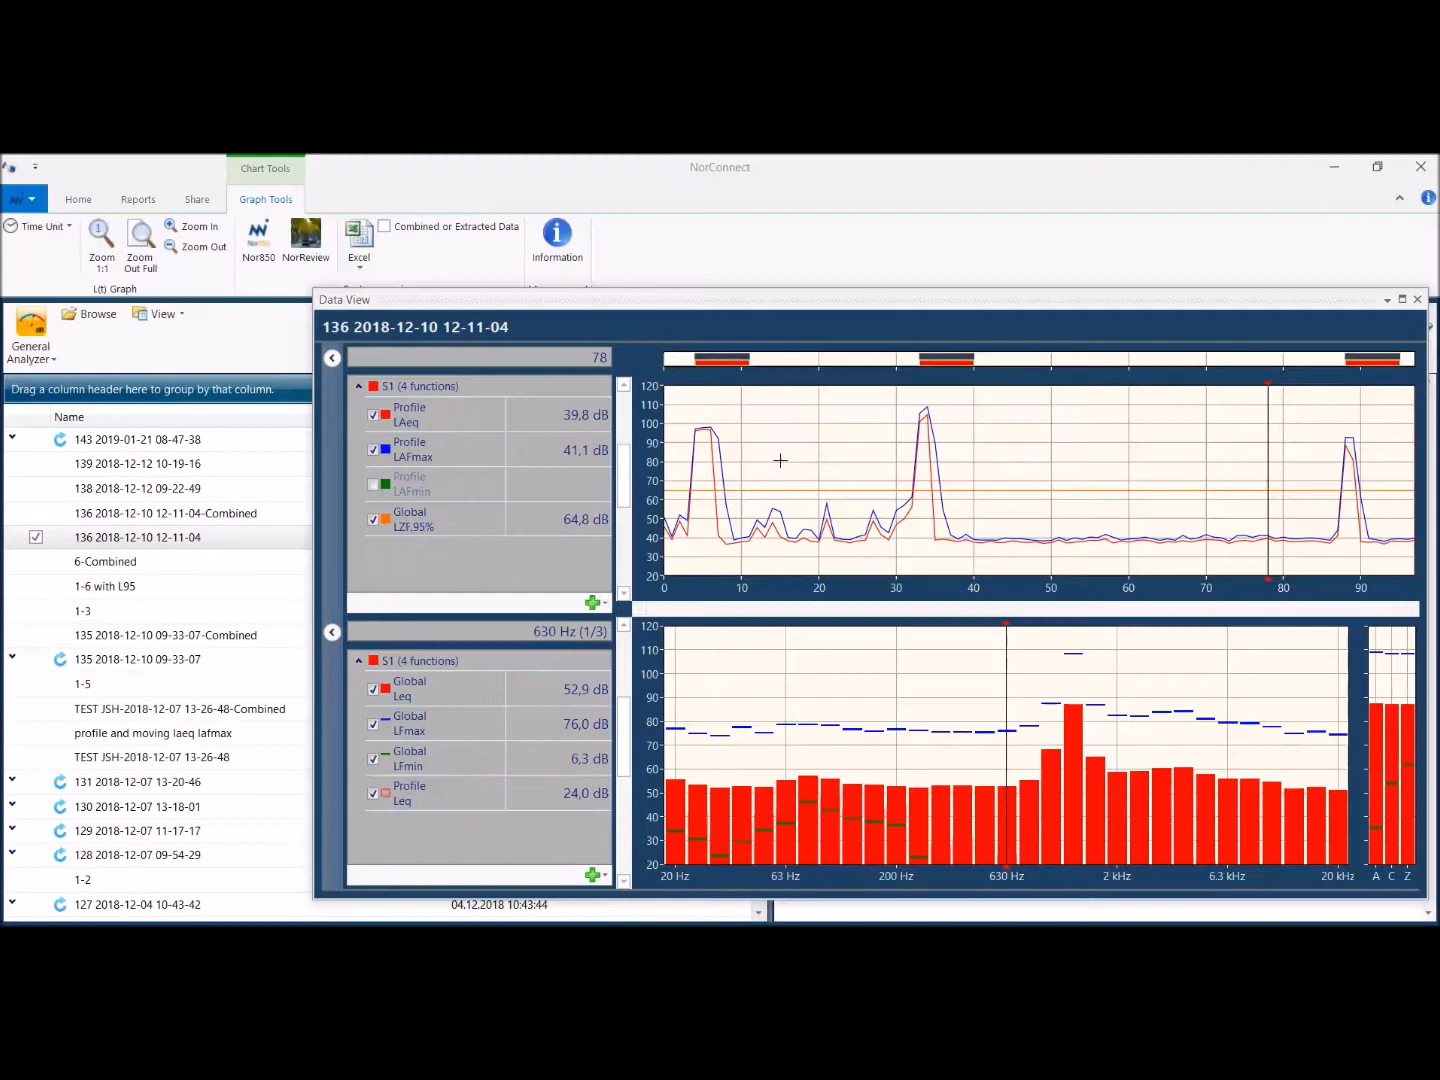 Chart Tools
NorConnect
Home
Reports
Share
Graph Tools
Time Unit
Zoom 1:1
Zoom Out Full
Zoom In
Zoom Out
Nor850
NorReview
Excel
Combined or Extracted Data
Information
L(t) Graph
General Analyzer
Browse
View
Drag a column header here to group by that column.
Name
143 2019-01-21 08-47-38
139 2018-12-12 10-19-16
138 2018-12-12 09-22-49
136 2018-12-10 12-11-04-Combined
136 2018-12-10 12-11-04
6-Combined
1-6 with L95
1-3
135 2018-12-10 09-33-07-Combined
135 2018-12-10 09-33-07
1-5
TEST JSH-2018-12-07 13-26-48-Combined
profile and moving laeq lafmax
TEST JSH-2018-12-07 13-26-48
131 2018-12-07 13-20-46
130 2018-12-07 13-18-01
129 2018-12-07 11-17-17
128 2018-12-07 09-54-29
1-2
127 2018-12-04 10-43-42
04.12.2018 10:43:44
Data View
136 2018-12-10 12-11-04
78
S1 (4 functions)
Profile LAeq 39,8 dB
Profile LAFmax 41,1 dB
Profile LAFmin
Global LZF,95% 64,8 dB
120
110
100
90
80
70
60
50
40
30
20
0 10 20 30 40 50 60 70 80 90
630 Hz (1/3)
S1 (4 functions)
Global Leq 52,9 dB
Global LFmax 76,0 dB
Global LFmin 6,3 dB
Profile Leq 24,0 dB
120
110
100
90
80
70
60
50
40
30
20
20 Hz 63 Hz 200 Hz 630 Hz 2 kHz 6.3 kHz 20 kHz A C Z